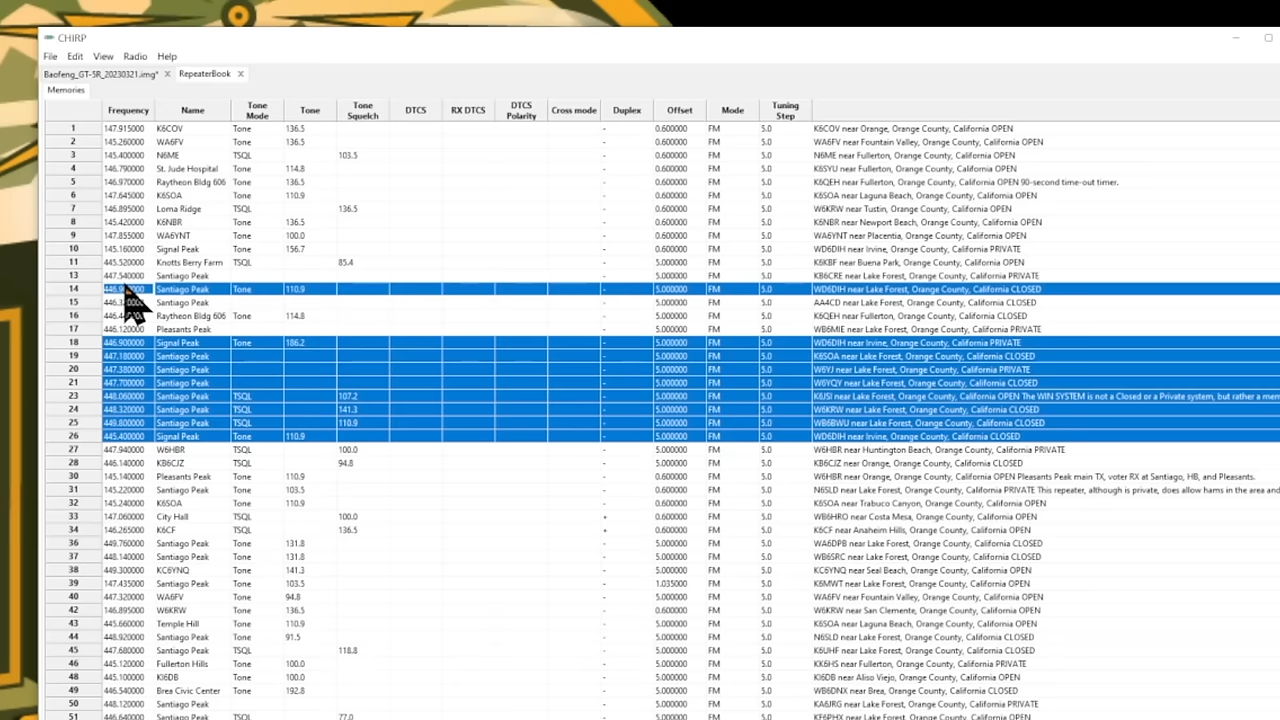 CHIRP
File Edit View Radio Help
Baofeng_GT-5R_20230321.img* X RepeaterBook X
Memories
Frequency Name Tone Mode Tone Tone Squelch DTCS RX DTCS DTCS Polarity Cross mode Duplex Offset Mode Tuning Step
1 147.915000 K6COV Tone 136.5 - 0.600000 FM 5.0 K6COV near Orange, Orange County, California OPEN
2 145.260000 WA6FV Tone 136.5 - 0.600000 FM 5.0 WA6FV near Fountain Valley, Orange County, California OPEN
3 145.400000 N6ME TSQL 103.5 - 0.600000 FM 5.0 N6ME near Fullerton, Orange County, California OPEN
4 146.790000 St. Jude Hospital Tone 114.8 - 0.600000 FM 5.0 K6SYU near Fullerton, Orange County, California OPEN
5 146.970000 Raytheon Bldg 606 Tone 136.5 - 0.600000 FM 5.0 K6QEH near Fullerton, Orange County, California OPEN 90-second time-out timer.
6 147.645000 K6SOA Tone 110.9 - 0.600000 FM 5.0 K6SOA near Laguna Beach, Orange County, California OPEN
7 146.895000 Loma Ridge TSQL 136.5 - 0.600000 FM 5.0 W6KRW near Tustin, Orange County, California OPEN
8 145.420000 K6NBR Tone 136.5 - 0.600000 FM 5.0 K6NBR near Newport Beach, Orange County, California OPEN
9 147.855000 WA6YNT Tone 100.0 - 0.600000 FM 5.0 WA6YNT near Placentia, Orange County, California OPEN
10 145.160000 Signal Peak Tone 156.7 - 0.600000 FM 5.0 WD6DIH near Irvine, Orange County, California PRIVATE
11 445.520000 Knotts Berry Farm TSQL 85.4 - 5.000000 FM 5.0 K6KBF near Buena Park, Orange County, California OPEN
13 447.540000 Santiago Peak - 5.000000 FM 5.0 KB6CRE near Lake Forest, Orange County, California PRIVATE
14 Santiago Peak Tone 110.9 - 5.000000 FM 5.0 WD6DIH near Lake Forest, Orange County, California CLOSED
15 Santiago Peak - 5.000000 FM 5.0 AA4CD near Lake Forest, Orange County, California CLOSED
16 Raytheon Bldg 606 Tone 114.8 - 5.000000 FM 5.0 K6QEH near Fullerton, Orange County, California CLOSED
17 446.120000 Pleasants Peak - 5.000000 FM 5.0 WB6MIE near Lake Forest, Orange County, California PRIVATE
18 446.900000 Signal Peak Tone 186.2 - 5.000000 FM 5.0 WD6DIH near Irvine, Orange County, California PRIVATE
19 447.180000 Santiago Peak - 5.000000 FM 5.0 K6SOA near Lake Forest, Orange County, California CLOSED
20 447.380000 Santiago Peak - 5.000000 FM 5.0 W6YJ near Lake Forest, Orange County, California PRIVATE
21 447.700000 Santiago Peak - 5.000000 FM 5.0 W6YQY near Lake Forest, Orange County, California CLOSED
23 448.060000 Santiago Peak TSQL 107.2 - 5.000000 FM 5.0 K6JSI near Lake Forest, Orange County, California OPEN The WIN SYSTEM is not a Closed or a Private system, but rather a mem
24 448.320000 Santiago Peak TSQL 141.3 - 5.000000 FM 5.0 W6KRW near Lake Forest, Orange County, California CLOSED
25 449.800000 Santiago Peak TSQL 110.9 - 5.000000 FM 5.0 WB6BWU near Lake Forest, Orange County, California CLOSED
26 445.400000 Signal Peak Tone 110.9 - 5.000000 FM 5.0 WD6DIH near Irvine, Orange County, California CLOSED
27 447.940000 W6HBR TSQL 100.0 - 5.000000 FM 5.0 W6HBR near Huntington Beach, Orange County, California PRIVATE
28 446.140000 KB6CJZ TSQL 94.8 - 5.000000 FM 5.0 KB6CJZ near Orange, Orange County, California CLOSED
30 145.140000 Pleasants Peak Tone 110.9 - 0.600000 FM 5.0 W6HBR near Lake Forest, Orange County, California OPEN Pleasants Peak main TX, voter RX at Santiago, HB, and Pleasants.
31 145.220000 Santiago Peak Tone 103.5 - 0.600000 FM 5.0 N6SLD near Lake Forest, Orange County, California PRIVATE This repeater, although is private, does allow hams in the area and
32 145.240000 K6SOA Tone 110.9 - 0.600000 FM 5.0 K6SOA near Trabuco Canyon, Orange County, California OPEN
33 147.060000 City Hall TSQL 100.0 + 0.600000 FM 5.0 WB6HRO near Costa Mesa, Orange County, California OPEN
34 146.265000 K6CF TSQL 136.5 + 0.600000 FM 5.0 K6CF near Anaheim Hills, Orange County, California OPEN
36 449.760000 Santiago Peak Tone 131.8 - 5.000000 FM 5.0 WA6DPB near Lake Forest, Orange County, California CLOSED
37 448.140000 Santiago Peak Tone 131.8 - 5.000000 FM 5.0 WB6SRC near Lake Forest, Orange County, California CLOSED
38 449.300000 KC6YNQ Tone 141.3 - 5.000000 FM 5.0 KC6YNQ near Seal Beach, Orange County, California OPEN
39 147.435000 Santiago Peak Tone 103.5 - 1.035000 FM 5.0 K6MWT near Lake Forest, Orange County, California OPEN
40 447.320000 WA6FV Tone 94.8 - 5.000000 FM 5.0 WA6FV near Fountain Valley, Orange County, California OPEN
42 146.895000 W6KRW Tone 136.5 - 0.600000 FM 5.0 W6KRW near San Clemente, Orange County, California OPEN
43 445.660000 Temple Hill Tone 110.9 - 5.000000 FM 5.0 K6SOA near Laguna Beach, Orange County, California OPEN
44 448.920000 Santiago Peak Tone 91.5 - 5.000000 FM 5.0 N6SLD near Lake Forest, Orange County, California CLOSED
45 447.680000 Santiago Peak TSQL 118.8 - 5.000000 FM 5.0 K6UHF near Lake Forest, Orange County, California CLOSED
46 445.120000 Fullerton Hills Tone 100.0 - 5.000000 FM 5.0 KK6HS near Fullerton, Orange County, California PRIVATE
48 445.100000 KI6DB Tone 100.0 - 5.000000 FM 5.0 KI6DB near Aliso Viejo, Orange County, California OPEN
49 446.540000 Brea Civic Center Tone 192.8 - 5.000000 FM 5.0 WB6DNX near Brea, Orange County, California CLOSED
50 448.120000 Santiago Peak - 5.000000 FM 5.0 KA6JRG near Lake Forest, Orange County, California PRIVATE
51 446.640000 Santiago Peak TSQL 77.0 - 5.000000 FM 5.0 KF6PHX near Lake Forest, Orange County, California CLOSED